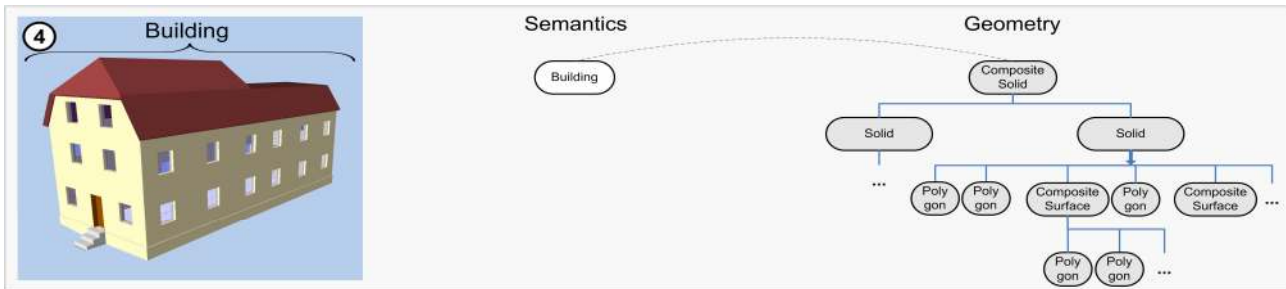 4
Building
Semantics
Geometry
Building
Composite
Solid
Solid
Solid
...
Poly
gon
Poly
gon
Composite
Surface
Poly
gon
Composite
Surface
...
Poly
gon
Poly
gon
...